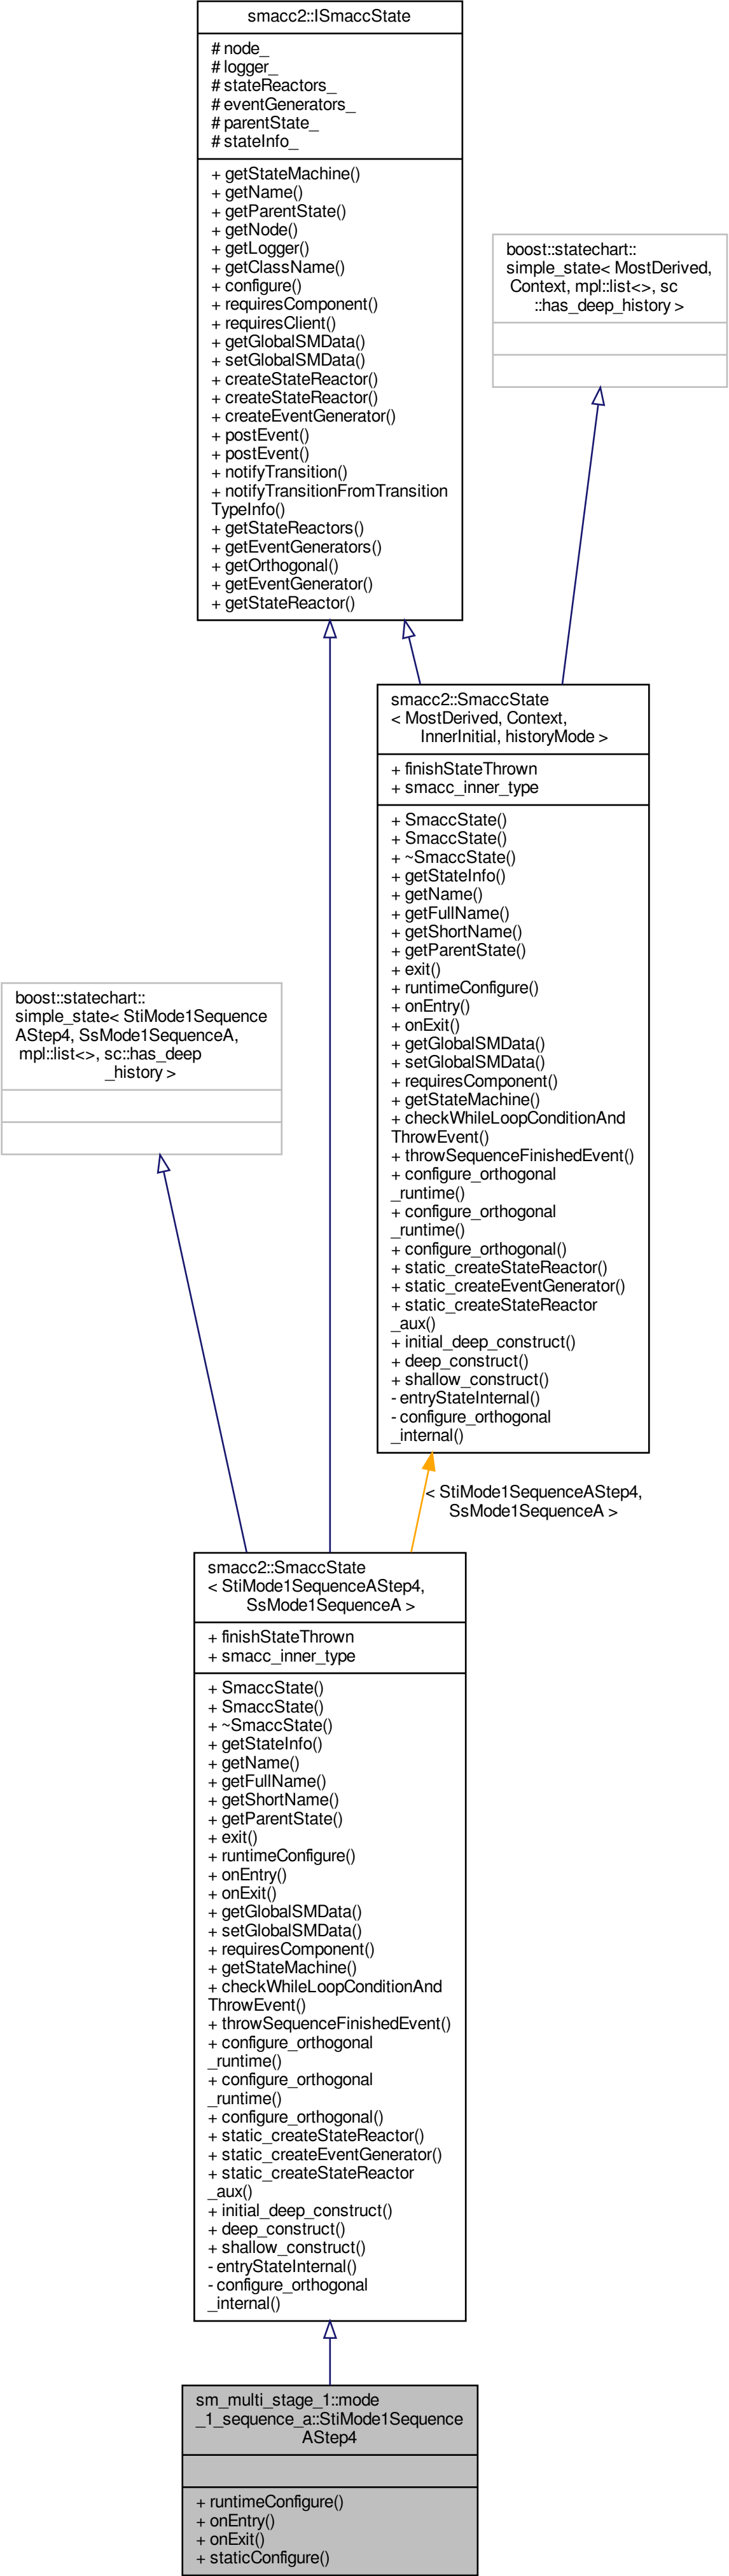 smacc2::ISmaccState
# node_
# logger_
# stateReactors_
# eventGenerators_
# parentState_
# stateInfo_
+ getStateMachine()
+ getName()
+ getParentState()
+ getNode()
+ getLogger()
+ getClassName()
+ configure()
+ requiresComponent()
+ requiresClient()
+ getGlobalSMData()
+ setGlobalSMData()
+ createStateReactor()
+ createStateReactor()
+ createEventGenerator()
+ postEvent()
+ postEvent()
+ notifyTransition()
+ notifyTransitionFromTransition
TypeInfo()
+ getStateReactors()
+ getEventGenerators()
+ getOrthogonal()
+ getEventGenerator()
+ getStateReactor()
boost::statechart::
simple_state< MostDerived,
Context, mpl::list<>, sc
::has_deep_history >
smacc2::SmaccState
< MostDerived, Context,
InnerInitial, historyMode >
+ finishStateThrown
+ smacc_inner_type
+ SmaccState()
+ SmaccState()
+ ~SmaccState()
+ getStateInfo()
+ getName()
+ getFullName()
+ getShortName()
+ getParentState()
+ exit()
+ runtimeConfigure()
+ onEntry()
+ onExit()
+ getGlobalSMData()
+ setGlobalSMData()
+ requiresComponent()
+ getStateMachine()
+ checkWhileLoopConditionAnd
ThrowEvent()
+ throwSequenceFinishedEvent()
+ configure_orthogonal
_runtime()
+ configure_orthogonal
_runtime()
+ configure_orthogonal()
+ static_createStateReactor()
+ static_createEventGenerator()
+ static_createStateReactor
_aux()
+ initial_deep_construct()
+ deep_construct()
+ shallow_construct()
- entryStateInternal()
- configure_orthogonal
_internal()
boost::statechart::
simple_state< StiMode1Sequence
AStep4, SsMode1SequenceA,
mpl::list<>, sc::has_deep
_history >
< StiMode1SequenceAStep4,
SsMode1SequenceA >
smacc2::SmaccState
< StiMode1SequenceAStep4,
SsMode1SequenceA >
+ finishStateThrown
+ smacc_inner_type
+ SmaccState()
+ SmaccState()
+ ~SmaccState()
+ getStateInfo()
+ getName()
+ getFullName()
+ getShortName()
+ getParentState()
+ exit()
+ runtimeConfigure()
+ onEntry()
+ onExit()
+ getGlobalSMData()
+ setGlobalSMData()
+ requiresComponent()
+ getStateMachine()
+ checkWhileLoopConditionAnd
ThrowEvent()
+ throwSequenceFinishedEvent()
+ configure_orthogonal
_runtime()
+ configure_orthogonal
_runtime()
+ configure_orthogonal()
+ static_createStateReactor()
+ static_createEventGenerator()
+ static_createStateReactor
_aux()
+ initial_deep_construct()
+ deep_construct()
+ shallow_construct()
- entryStateInternal()
- configure_orthogonal
_internal()
sm_multi_stage_1::mode
_1_sequence_a::StiMode1Sequence
AStep4
+ runtimeConfigure()
+ onEntry()
+ onExit()
+ staticConfigure()